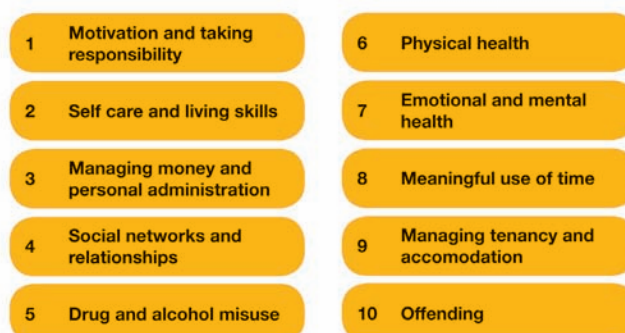 1 Motivation and taking
responsibility
2 Self care and living skills
3 Managing money and
personal administration
4 Social networks and
relationships
5 Drug and alcohol misuse
6 Physical health
7 Emotional and mental
health
8 Meaningful use of time
9 Managing tenancy and
accomodation
10 Offending